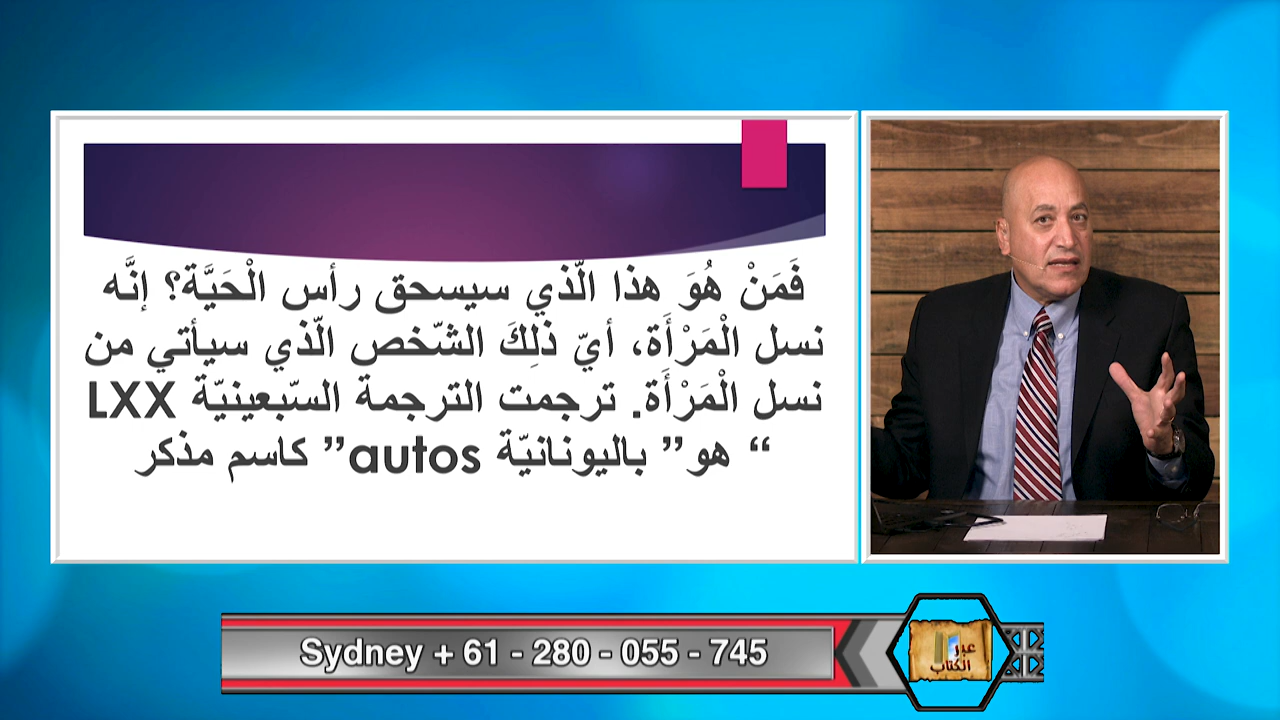 فَمَنْ هُوَ هذا الّذي سيسحق رأس الْحَيَّة؟ إنَّه
نسل الْمَرْأَة، أيّ ذلِكَ الشّخص الّذي سيأتي من
نسل الْمَرْأَة. ترجمت الترجمة السّبعينيّة LXX
“ هو” باليونانيّة autos” كاسم مذكر
Sydney + 61 - 280 - 055 - 745
عبر
الكتاب